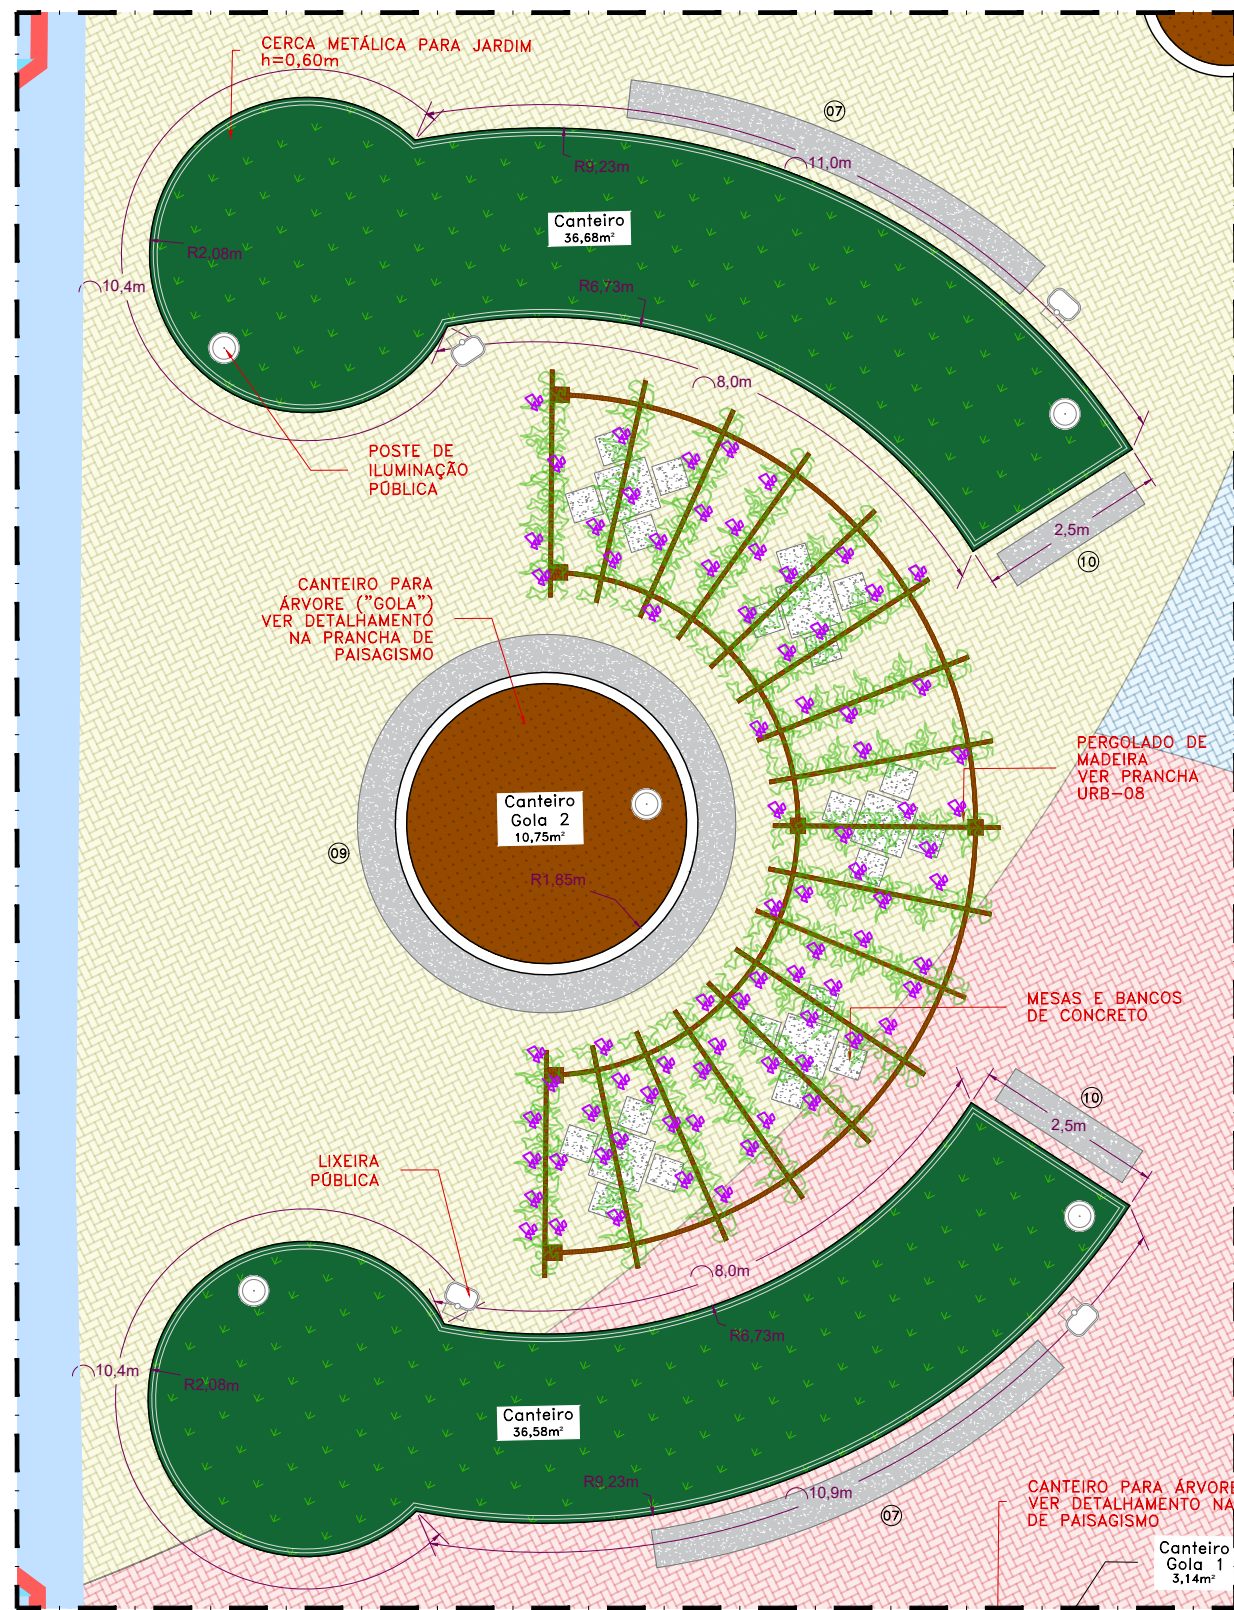 CERCA METÁLICA PARA JARDIM
h=0,60m
07
11,0m
R9,23m
Canteiro
36,68m²
R2,08m
10,4m
R6,73m
8,0m
POSTE DE
ILUMINAÇÃO
PÚBLICA
2,5m
10
CANTEIRO PARA
ÁRVORE ("GOLA")
VER DETALHAMENTO
NA PRANCHA DE
PAISAGISMO
PERGOLADO DE
MADEIRA
VER PRANCHA
URB-08
Canteiro
Gola 2
10,75m²
09
R1,85m
MESAS E BANCOS
DE CONCRETO
10
2,5m
LIXEIRA
PÚBLICA
8,0m
R6,73m
10,4m
R2,08m
Canteiro
36,58m²
R9,23m
10,9m
07
CANTEIRO PARA ÁRVORE
VER DETALHAMENTO NA
DE PAISAGISMO
Canteiro
Gola 1
3,14m²